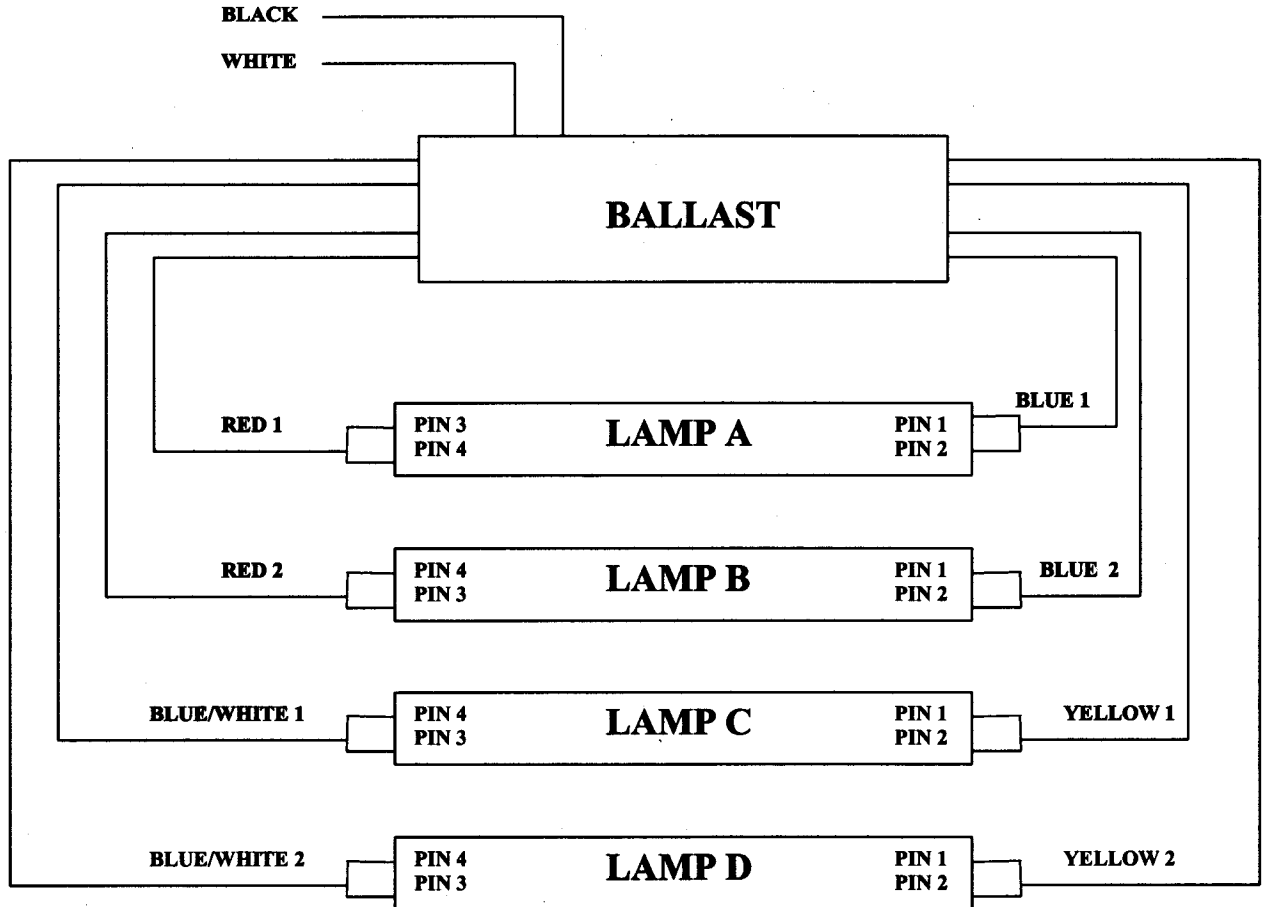 BLACK
WHITE
BALLAST
BLUE 1
RED 1
PIN 3
PIN 4
LAMP A
PIN 1
PIN 2
RED 2
PIN 4
PIN 3
LAMP B
PIN 1
PIN 2
BLUE 2
BLUE/WHITE 1
PIN 4
PIN 3
LAMP C
PIN 1
PIN 2
YELLOW 1
BLUE/WHITE 2
PIN 4
PIN 3
LAMP D
PIN 1
PIN 2
YELLOW 2